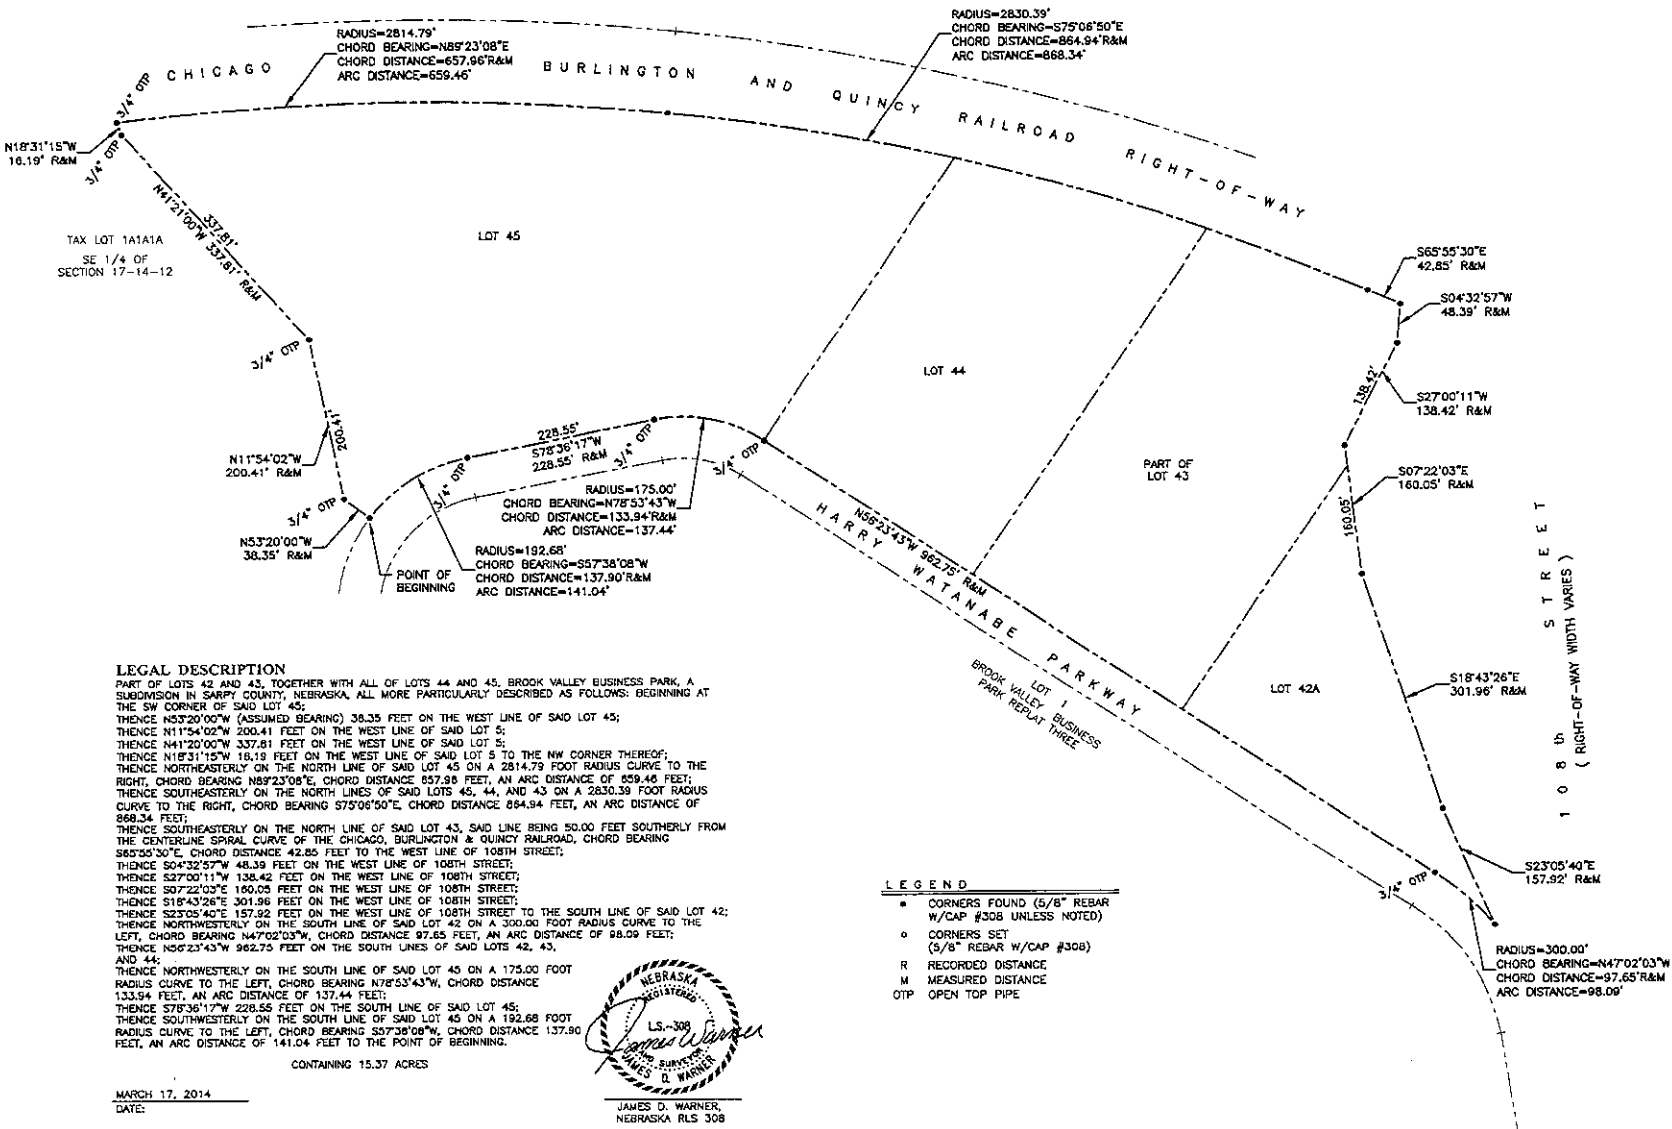 RADIUS=2814.79'
CHORD BEARING=N89°23'08"E
CHORD DISTANCE=657.96'R&M
ARC DISTANCE=659.46'
RADIUS=2830.39'
CHORD BEARING=S75°06'50"E
CHORD DISTANCE=864.94'R&M
ARC DISTANCE=868.34'
CHICAGO BURLINGTON AND QUINCY RAILROAD RIGHT-OF-WAY
3/4" OTP
N18°31'15"W
16.19' R&M
3/4" OTP
337.81'
N41°21'00"W 337.81' R&M
TAX LOT 1A1A1A
SE 1/4 OF
SECTION 17-14-12
LOT 45
S65°55'30"E
42.85' R&M
S04°32'57"W
48.39' R&M
3/4" OTP
LOT 44
138.42'
S27°00'11"W
138.42' R&M
200.41'
N11°54'02"W
200.41' R&M
228.55'
S78°36'17"W
228.55' R&M
3/4" OTP
3/4" OTP
3/4" OTP
PART OF
LOT 43
S07°22'03"E
160.05' R&M
160.05'
3/4" OTP
RADIUS=175.00'
CHORD BEARING=N78°53'43"W
CHORD DISTANCE=133.94'R&M
ARC DISTANCE=137.44'
N53°20'00"W
38.35' R&M
POINT OF
BEGINNING
RADIUS=192.68'
CHORD BEARING=S57°38'08"W
CHORD DISTANCE=137.90'R&M
ARC DISTANCE=141.04'
N56°23'43"W 962.75' R&M
HARRY WATANABE PARKWAY
LOT 1
BROOK VALLEY BUSINESS
PARK REPLAT THREE
LOT 42A
108th STREET
(RIGHT-OF-WAY WIDTH VARIES)
S18°43'26"E
301.96' R&M
S23°05'40"E
157.92' R&M
3/4" OTP
RADIUS=300.00'
CHORD BEARING=N47°02'03"W
CHORD DISTANCE=97.65'R&M
ARC DISTANCE=98.09'
LEGAL DESCRIPTION
PART OF LOTS 42 AND 43, TOGETHER WITH ALL OF LOTS 44 AND 45, BROOK VALLEY BUSINESS PARK, A
SUBDIVISION IN SARPY COUNTY, NEBRASKA, ALL MORE PARTICULARLY DESCRIBED AS FOLLOWS: BEGINNING AT
THE SW CORNER OF SAID LOT 45;
THENCE N53°20'00"W (ASSUMED BEARING) 38.35 FEET ON THE WEST LINE OF SAID LOT 45;
THENCE N11°54'02"W 200.41 FEET ON THE WEST LINE OF SAID LOT 5;
THENCE N41°20'00"W 337.81 FEET ON THE WEST LINE OF SAID LOT 5;
THENCE N18°31'15"W 16.19 FEET ON THE WEST LINE OF SAID LOT 5 TO THE NW CORNER THEREOF;
THENCE NORTHEASTERLY ON THE NORTH LINE OF SAID LOT 45 ON A 2814.79 FOOT RADIUS CURVE TO THE
RIGHT, CHORD BEARING N89°23'08"E, CHORD DISTANCE 657.96 FEET, AN ARC DISTANCE OF 659.46 FEET;
THENCE SOUTHEASTERLY ON THE NORTH LINES OF SAID LOTS 45, 44, AND 43 ON A 2830.39 FOOT RADIUS
CURVE TO THE RIGHT, CHORD BEARING S75°06'50"E, CHORD DISTANCE 864.94 FEET, AN ARC DISTANCE OF
868.34 FEET;
THENCE SOUTHEASTERLY ON THE NORTH LINE OF SAID LOT 43, SAID LINE BEING 50.00 FEET SOUTHERLY FROM
THE CENTERLINE SPIRAL CURVE OF THE CHICAGO, BURLINGTON & QUINCY RAILROAD, CHORD BEARING
S65°55'30"E, CHORD DISTANCE 42.85 FEET TO THE WEST LINE OF 108TH STREET;
THENCE S04°32'57"W 48.39 FEET ON THE WEST LINE OF 108TH STREET;
THENCE S27°00'11"W 138.42 FEET ON THE WEST LINE OF 108TH STREET;
THENCE S07°22'03"E 160.05 FEET ON THE WEST LINE OF 108TH STREET;
THENCE S18°43'26"E 301.96 FEET ON THE WEST LINE OF 108TH STREET;
THENCE S23°05'40"E 157.92 FEET ON THE WEST LINE OF 108TH STREET TO THE SOUTH LINE OF SAID LOT 42;
THENCE NORTHWESTERLY ON THE SOUTH LINE OF SAID LOT 42 ON A 300.00 FOOT RADIUS CURVE TO THE
LEFT, CHORD BEARING N47°02'03"W, CHORD DISTANCE 97.65 FEET, AN ARC DISTANCE OF 98.09 FEET;
THENCE N56°23'43"W 962.75 FEET ON THE SOUTH LINES OF SAID LOTS 42, 43,
AND 44;
THENCE NORTHWESTERLY ON THE SOUTH LINE OF SAID LOT 45 ON A 175.00 FOOT
RADIUS CURVE TO THE LEFT, CHORD BEARING N78°53'43"W, CHORD DISTANCE
133.94 FEET, AN ARC DISTANCE OF 137.44 FEET;
THENCE S78°36'17"W 228.55 FEET ON THE SOUTH LINE OF SAID LOT 45;
THENCE SOUTHWESTERLY ON THE SOUTH LINE OF SAID LOT 45 ON A 192.68 FOOT
RADIUS CURVE TO THE LEFT, CHORD BEARING S57°38'08"W, CHORD DISTANCE 137.90
FEET, AN ARC DISTANCE OF 141.04 FEET TO THE POINT OF BEGINNING.
CONTAINING 15.37 ACRES
MARCH 17, 2014
DATE:
NEBRASKA
REGISTERED
L.S.-308
James Warner
LAND SURVEYOR
JAMES D. WARNER
JAMES D. WARNER,
NEBRASKA RLS 308
LEGEND
CORNERS FOUND (5/8" REBAR
W/CAP #308 UNLESS NOTED)
CORNERS SET
(5/8" REBAR W/CAP #308)
R RECORDED DISTANCE
M MEASURED DISTANCE
OTP OPEN TOP PIPE